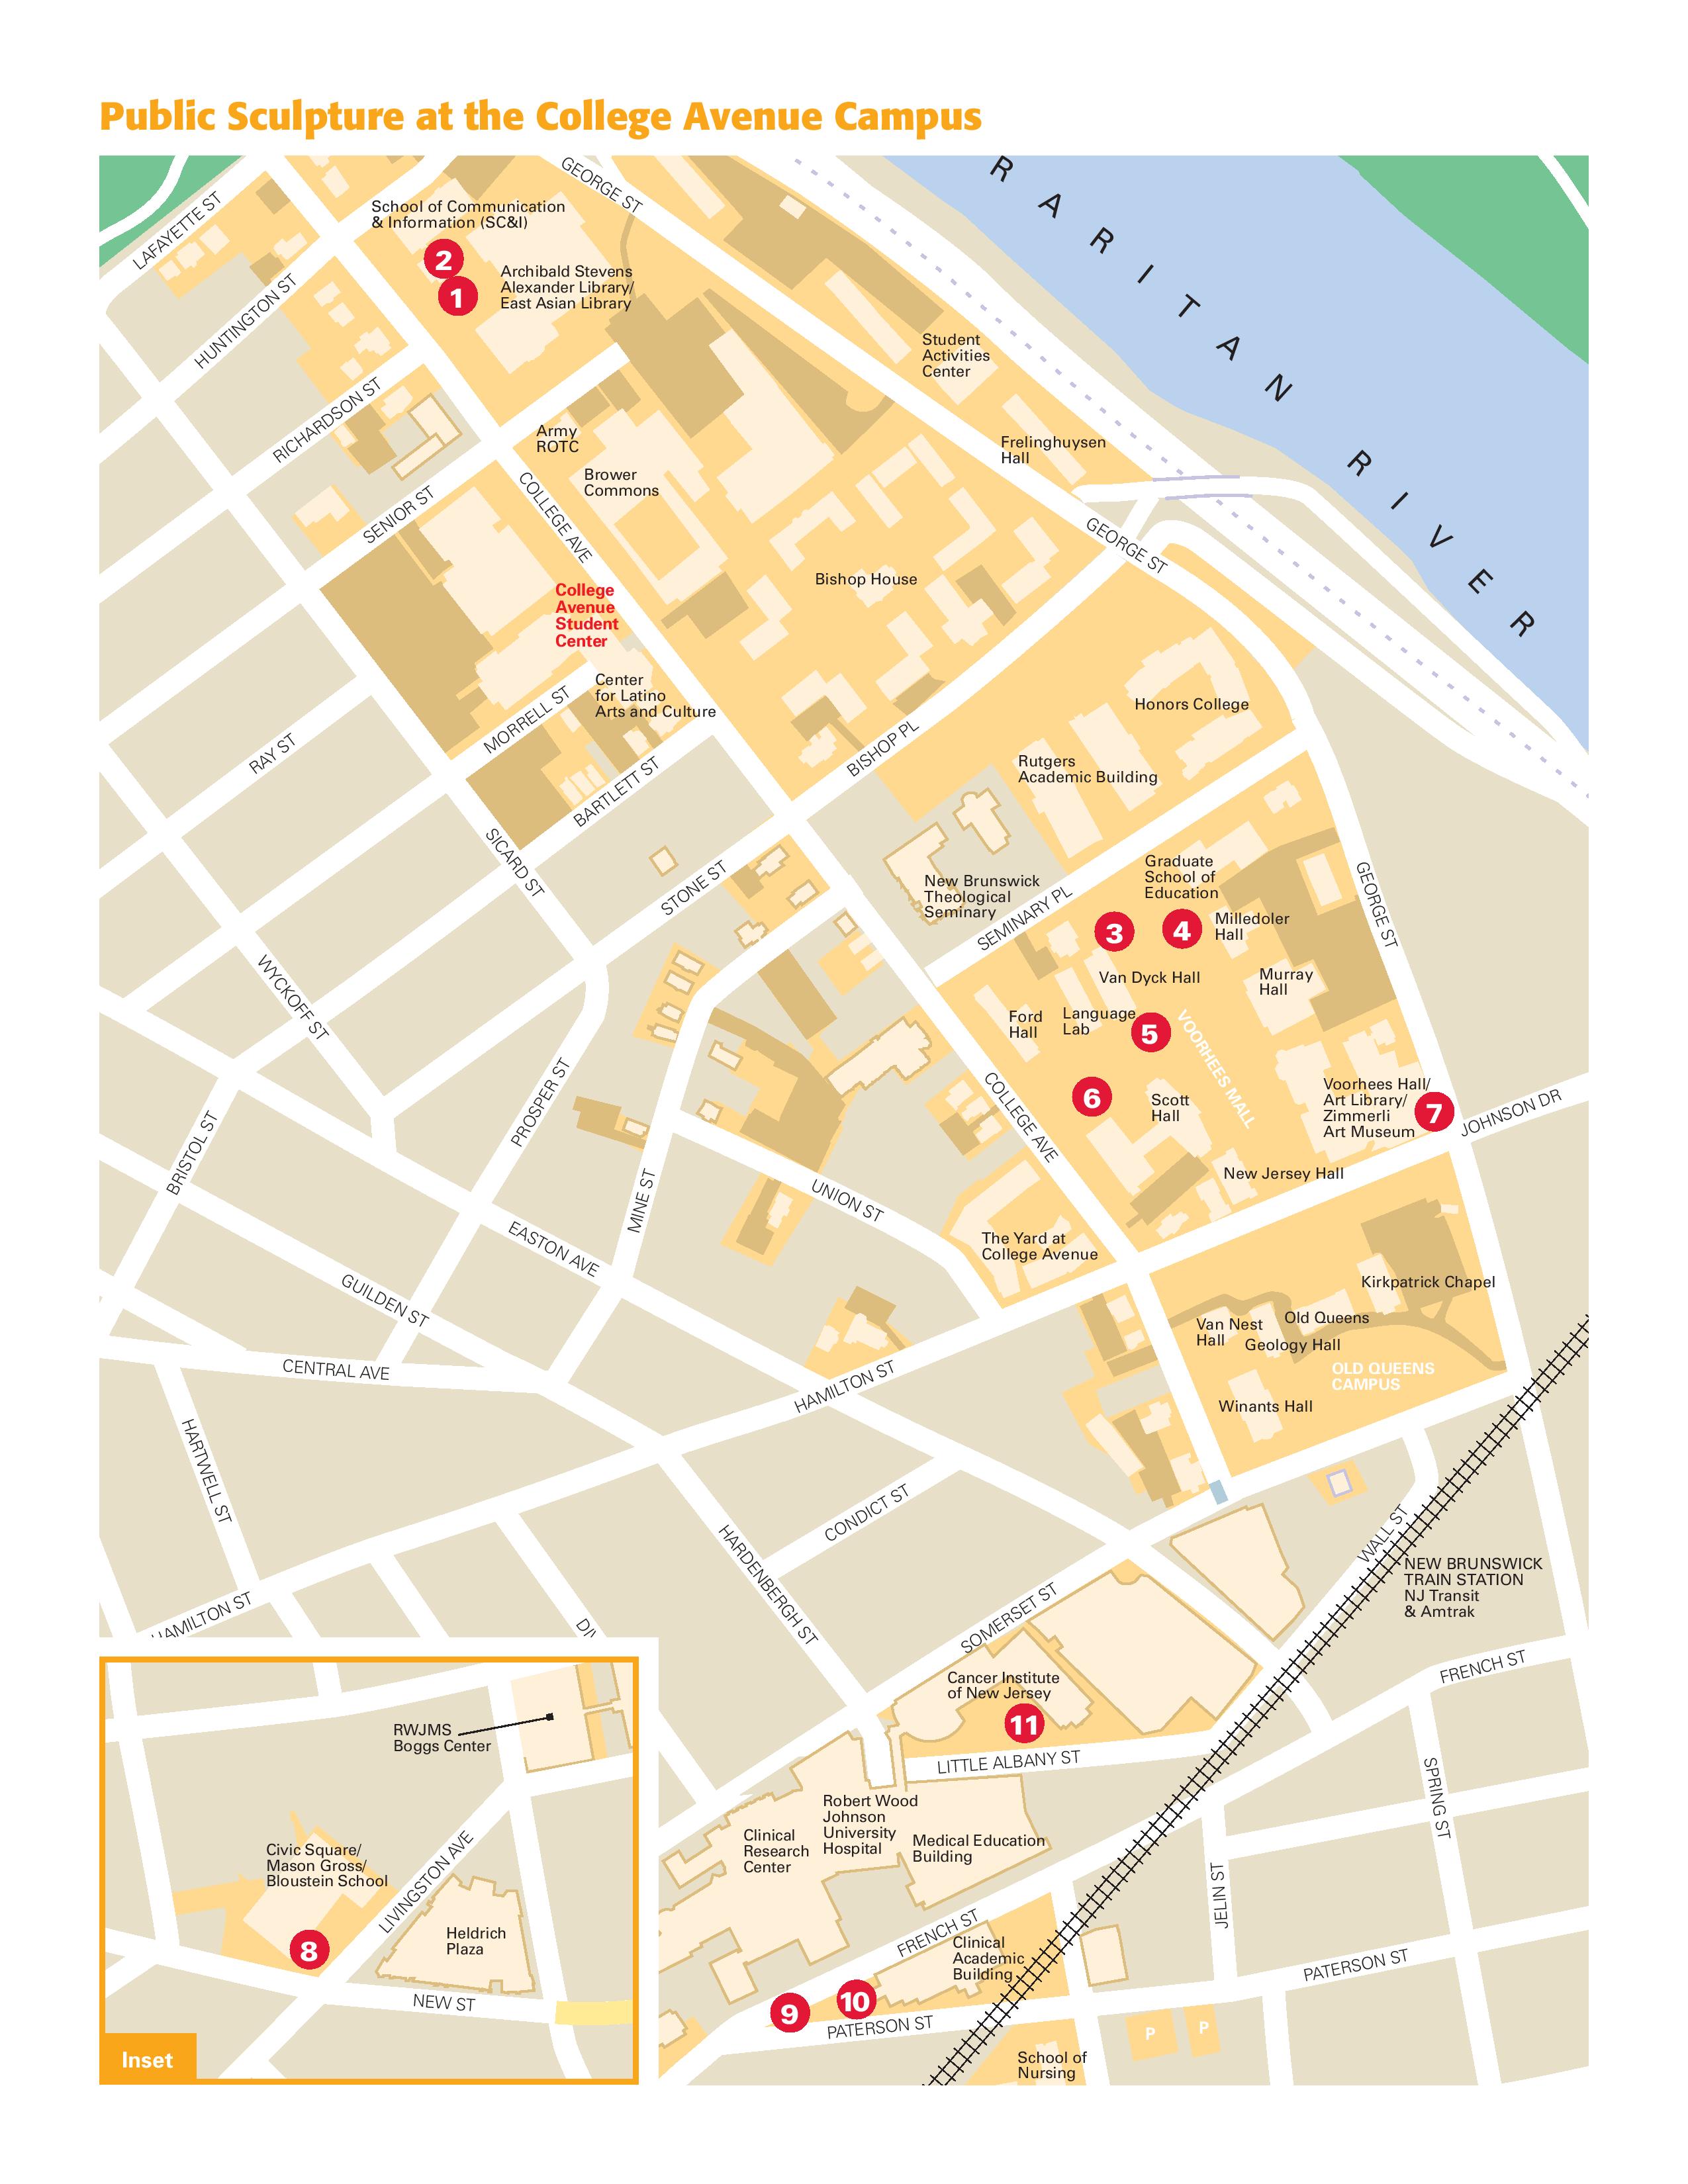 Public Sculpture at the College Avenue Campus
GEORGE ST
LAFAYETTE ST
School of Communication
& Information (SC&I)
2
1
Archibald Stevens
Alexander Library/
East Asian Library
HUNTINGTON ST
RARITAN RIVER
Student
Activities
Center
RICHARDSON ST
Army
ROTC
Brower
Commons
Frelinghuysen
Hall
SENIOR ST
COLLEGE AVE
GEORGE ST
College
Avenue
Student
Center
Bishop House
Center
for Latino
Arts and Culture
MORRELL ST
Honors College
RAY ST
BISHOP PL
BARTLETT ST
Rutgers
Academic Building
SICARD ST
STONE ST
New Brunswick
Theological
Seminary
SEMINARY PL
Graduate
School of
Education
GEORGE ST
3
4
Milledoler
Hall
Van Dyck Hall
Murray
Hall
WYCKOFF ST
Ford
Hall
Language
Lab
5
VOORHEES MALL
PROSPER ST
COLLEGE AVE
6
Scott
Hall
Voorhees Hall/
Art Library/
Zimmerli
Art Museum
7
JOHNSON DR
BRISTOL ST
MINE ST
UNION ST
New Jersey Hall
EASTON AVE
The Yard at
College Avenue
GUILDEN ST
Kirkpatrick Chapel
Van Nest
Hall
Old Queens
Geology Hall
CENTRAL AVE
HAMILTON ST
OLD QUEENS
CAMPUS
Winants Hall
HARTWELL ST
CONDICT ST
HARDENBERGH ST
WALL ST
NEW BRUNSWICK
TRAIN STATION
NJ Transit
& Amtrak
HAMILTON ST
SOMERSET ST
FRENCH ST
Cancer Institute
of New Jersey
11
LITTLE ALBANY ST
SPRING ST
Robert Wood
Johnson
University
Hospital
Clinical
Research
Center
Medical Education
Building
JELIN ST
FRENCH ST
Clinical
Academic
Building
PATERSON ST
9
10
PATERSON ST
P
P
School of
Nursing
RWJMS
Boggs Center
Civic Square/
Mason Gross/
Bloustein School
LIVINGSTON AVE
Heldrich
Plaza
8
NEW ST
Inset